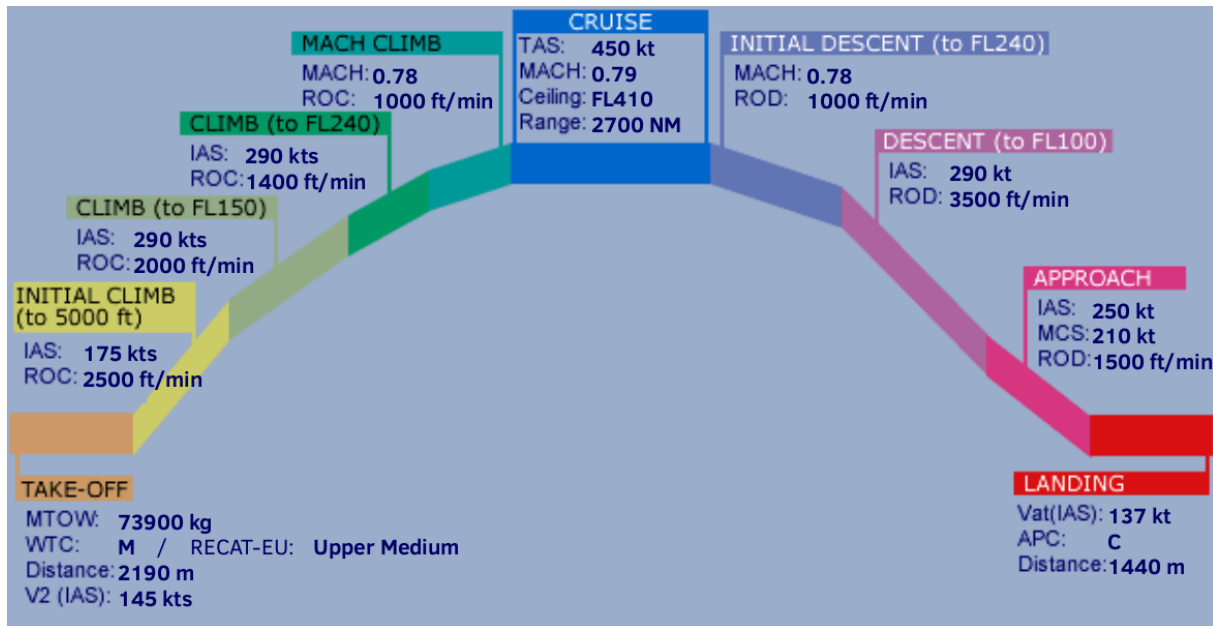 CRUISE
TAS: 450 kt
MACH: 0.79
Ceiling: FL410
Range: 2700 NM
MACH CLIMB
MACH: 0.78
ROC: 1000 ft/min
INITIAL DESCENT (to FL240)
MACH: 0.78
ROD: 1000 ft/min
CLIMB (to FL240)
IAS: 290 kts
ROC: 1400 ft/min
DESCENT (to FL100)
IAS: 290 kt
ROD: 3500 ft/min
CLIMB (to FL150)
IAS: 290 kts
ROC: 2000 ft/min
APPROACH
IAS: 250 kt
MCS: 210 kt
ROD: 1500 ft/min
INITIAL CLIMB
(to 5000 ft)
IAS: 175 kts
ROC: 2500 ft/min
TAKE-OFF
MTOW: 73900 kg
WTC: M / RECAT-EU: Upper Medium
Distance: 2190 m
V2 (IAS): 145 kts
LANDING
Vat(IAS): 137 kt
APC: C
Distance: 1440 m